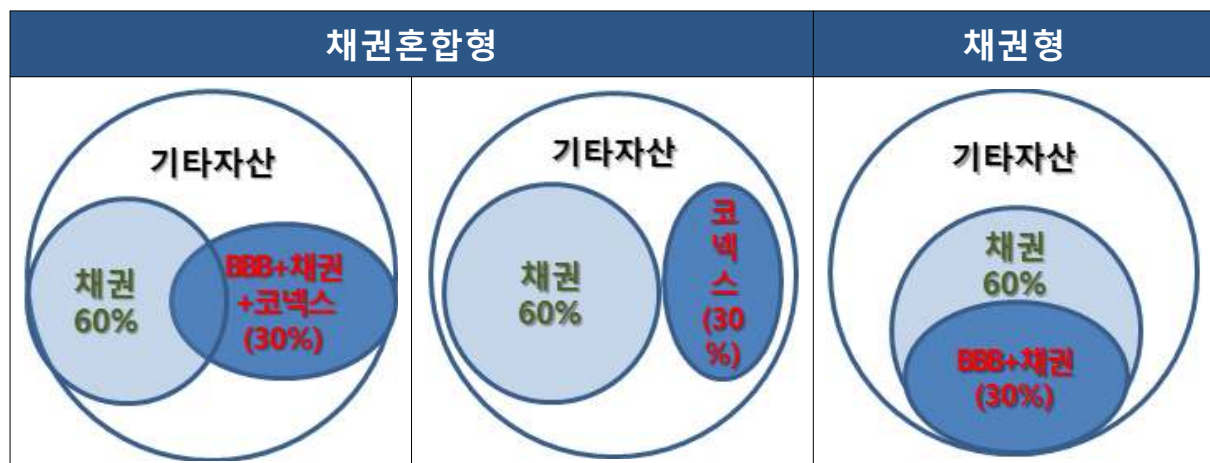 채권혼합형
채권형
기타자산
채권
60%
BBB+채권
+코넥스
(30%)
기타자산
채권
60%
코
넥
스
(30
%)
기타자산
채권
60%
BBB+채권
(30%)